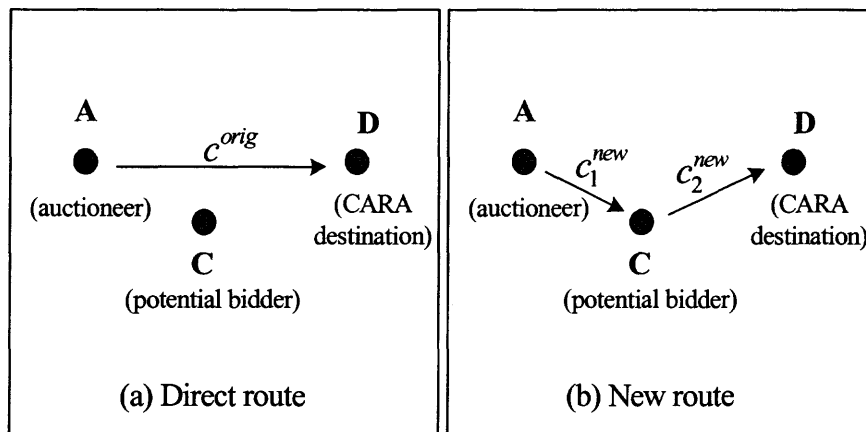 A
D
c^orig
(auctioneer)
(CARA
destination)
C
(potential bidder)
(a) Direct route
A
D
c_1^new
c_2^new
(auctioneer)
(CARA
destination)
C
(potential bidder)
(b) New route